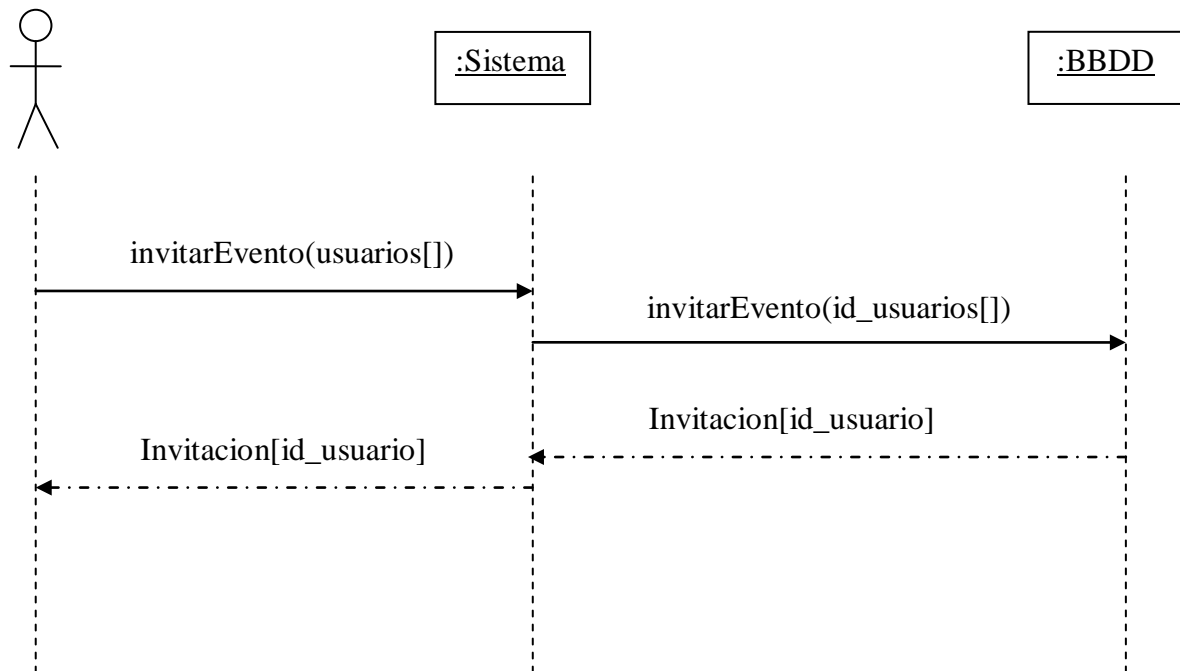 :Sistema
:BBDD
invitarEvento(usuarios[])
invitarEvento(id_usuarios[])
Invitacion[id_usuario]
Invitacion[id_usuario]